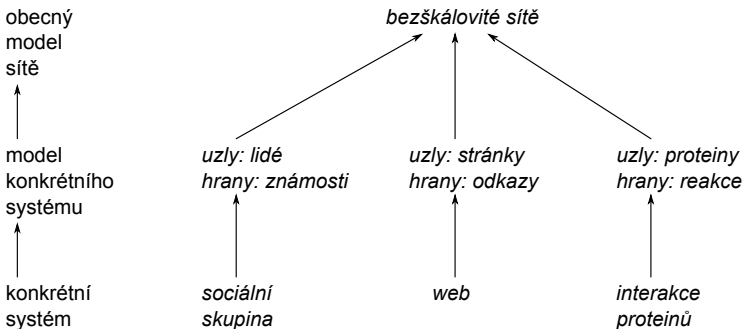 obecný
model
sítě
bezškálovité sítě
model
konkrétního
systému
uzly: lidé
hrany: známosti
uzly: stránky
hrany: odkazy
uzly: proteiny
hrany: reakce
konkrétní
systém
sociální
skupina
web
interakce
proteinů